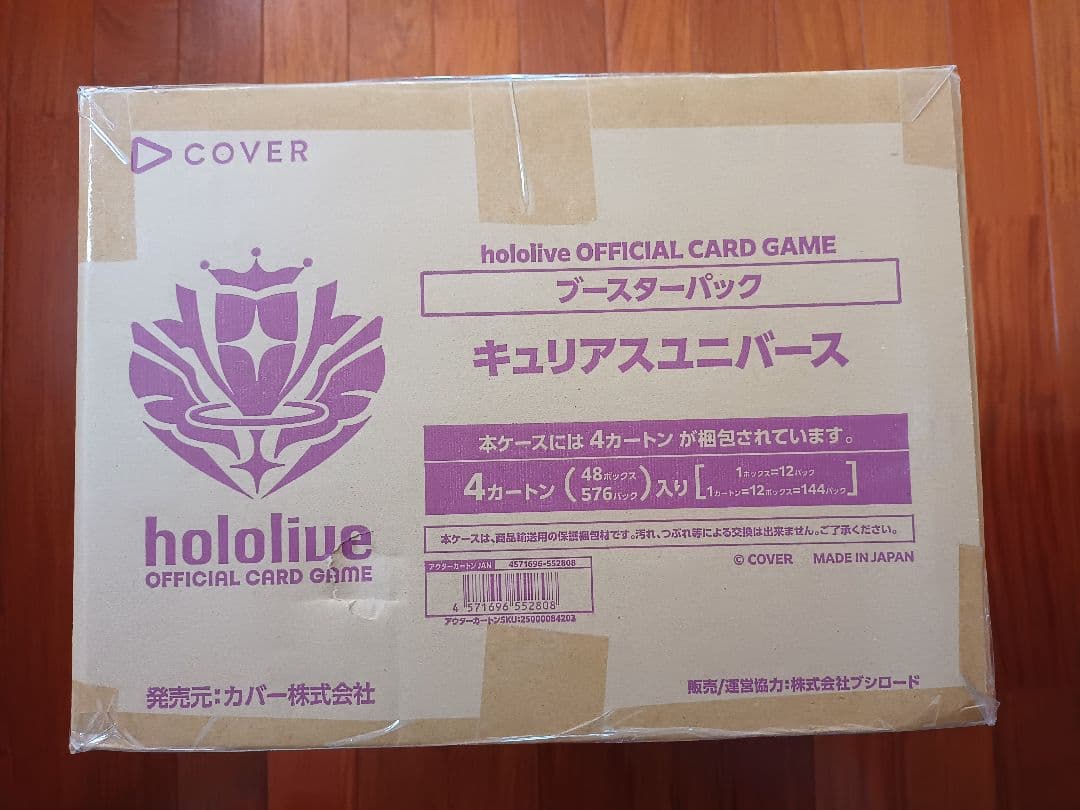 COVER
hololive OFFICIAL CARD GAME
ブースターパック
キュリアスユニバース
本ケースには 4カートン が梱包されています。
4カートン(48ボックス 576パック)入り[1ボックス=12パック 1カートン=12ボックス=144パック]
本ケースは、商品輸送用の保護梱包材です。汚れ、つぶれ等による交換は出来ません。ご了承ください。
© COVER MADE IN JAPAN
アウターカートンJAN 4571696-552808
4 571696 552808
アウターカートンSKU:25000084203
hololive
OFFICIAL CARD GAME
発売元:カバー株式会社
販売/運営協力:株式会社ブシロード